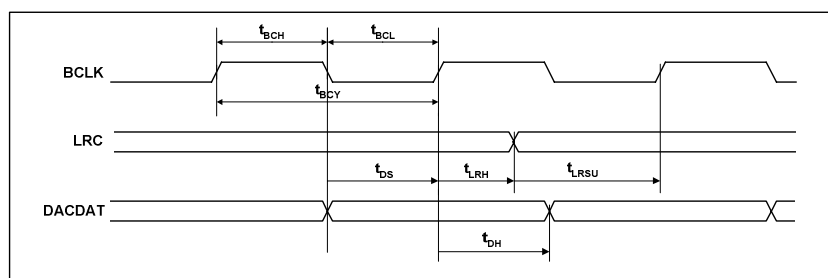 tBCH tBCL
BCLK
tBCY
LRC
tDS tLRH tLRSU
DACDAT
tDH